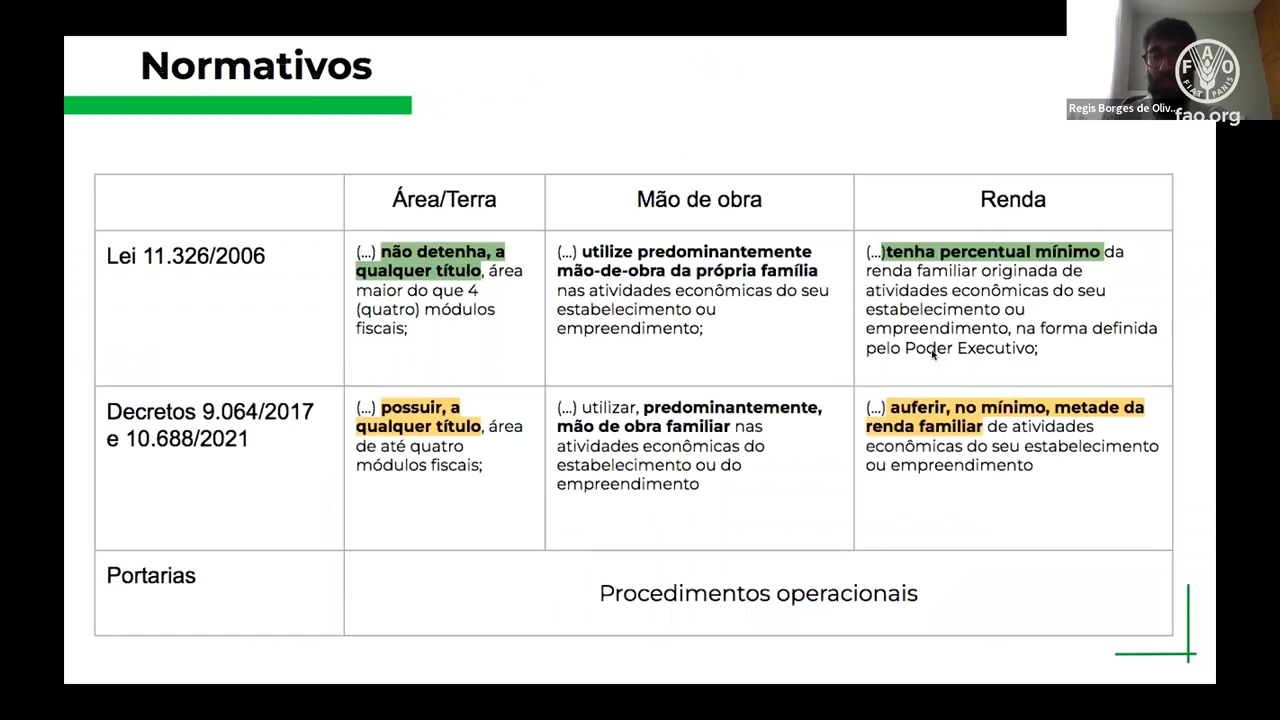 Normativos
F A O
FIAT PANIS
Regis Borges de Oliv...
fao.org
Área/Terra
Mão de obra
Renda
Lei 11.326/2006
(...) não detenha, a
qualquer título, área
maior do que 4
(quatro) módulos
fiscais;
(...) utilize predominantemente
mão-de-obra da própria família
nas atividades econômicas do seu
estabelecimento ou
empreendimento;
(...)tenha percentual mínimo da
renda familiar originada de
atividades econômicas do seu
estabelecimento ou
empreendimento, na forma definida
pelo Poder Executivo;
Decretos 9.064/2017
e 10.688/2021
(...) possuir, a
qualquer título, área
de até quatro
módulos fiscais;
(...) utilizar, predominantemente,
mão de obra familiar nas
atividades econômicas do
estabelecimento ou do
empreendimento
(...) auferir, no mínimo, metade da
renda familiar de atividades
econômicas do seu estabelecimento
ou empreendimento
Portarias
Procedimentos operacionais